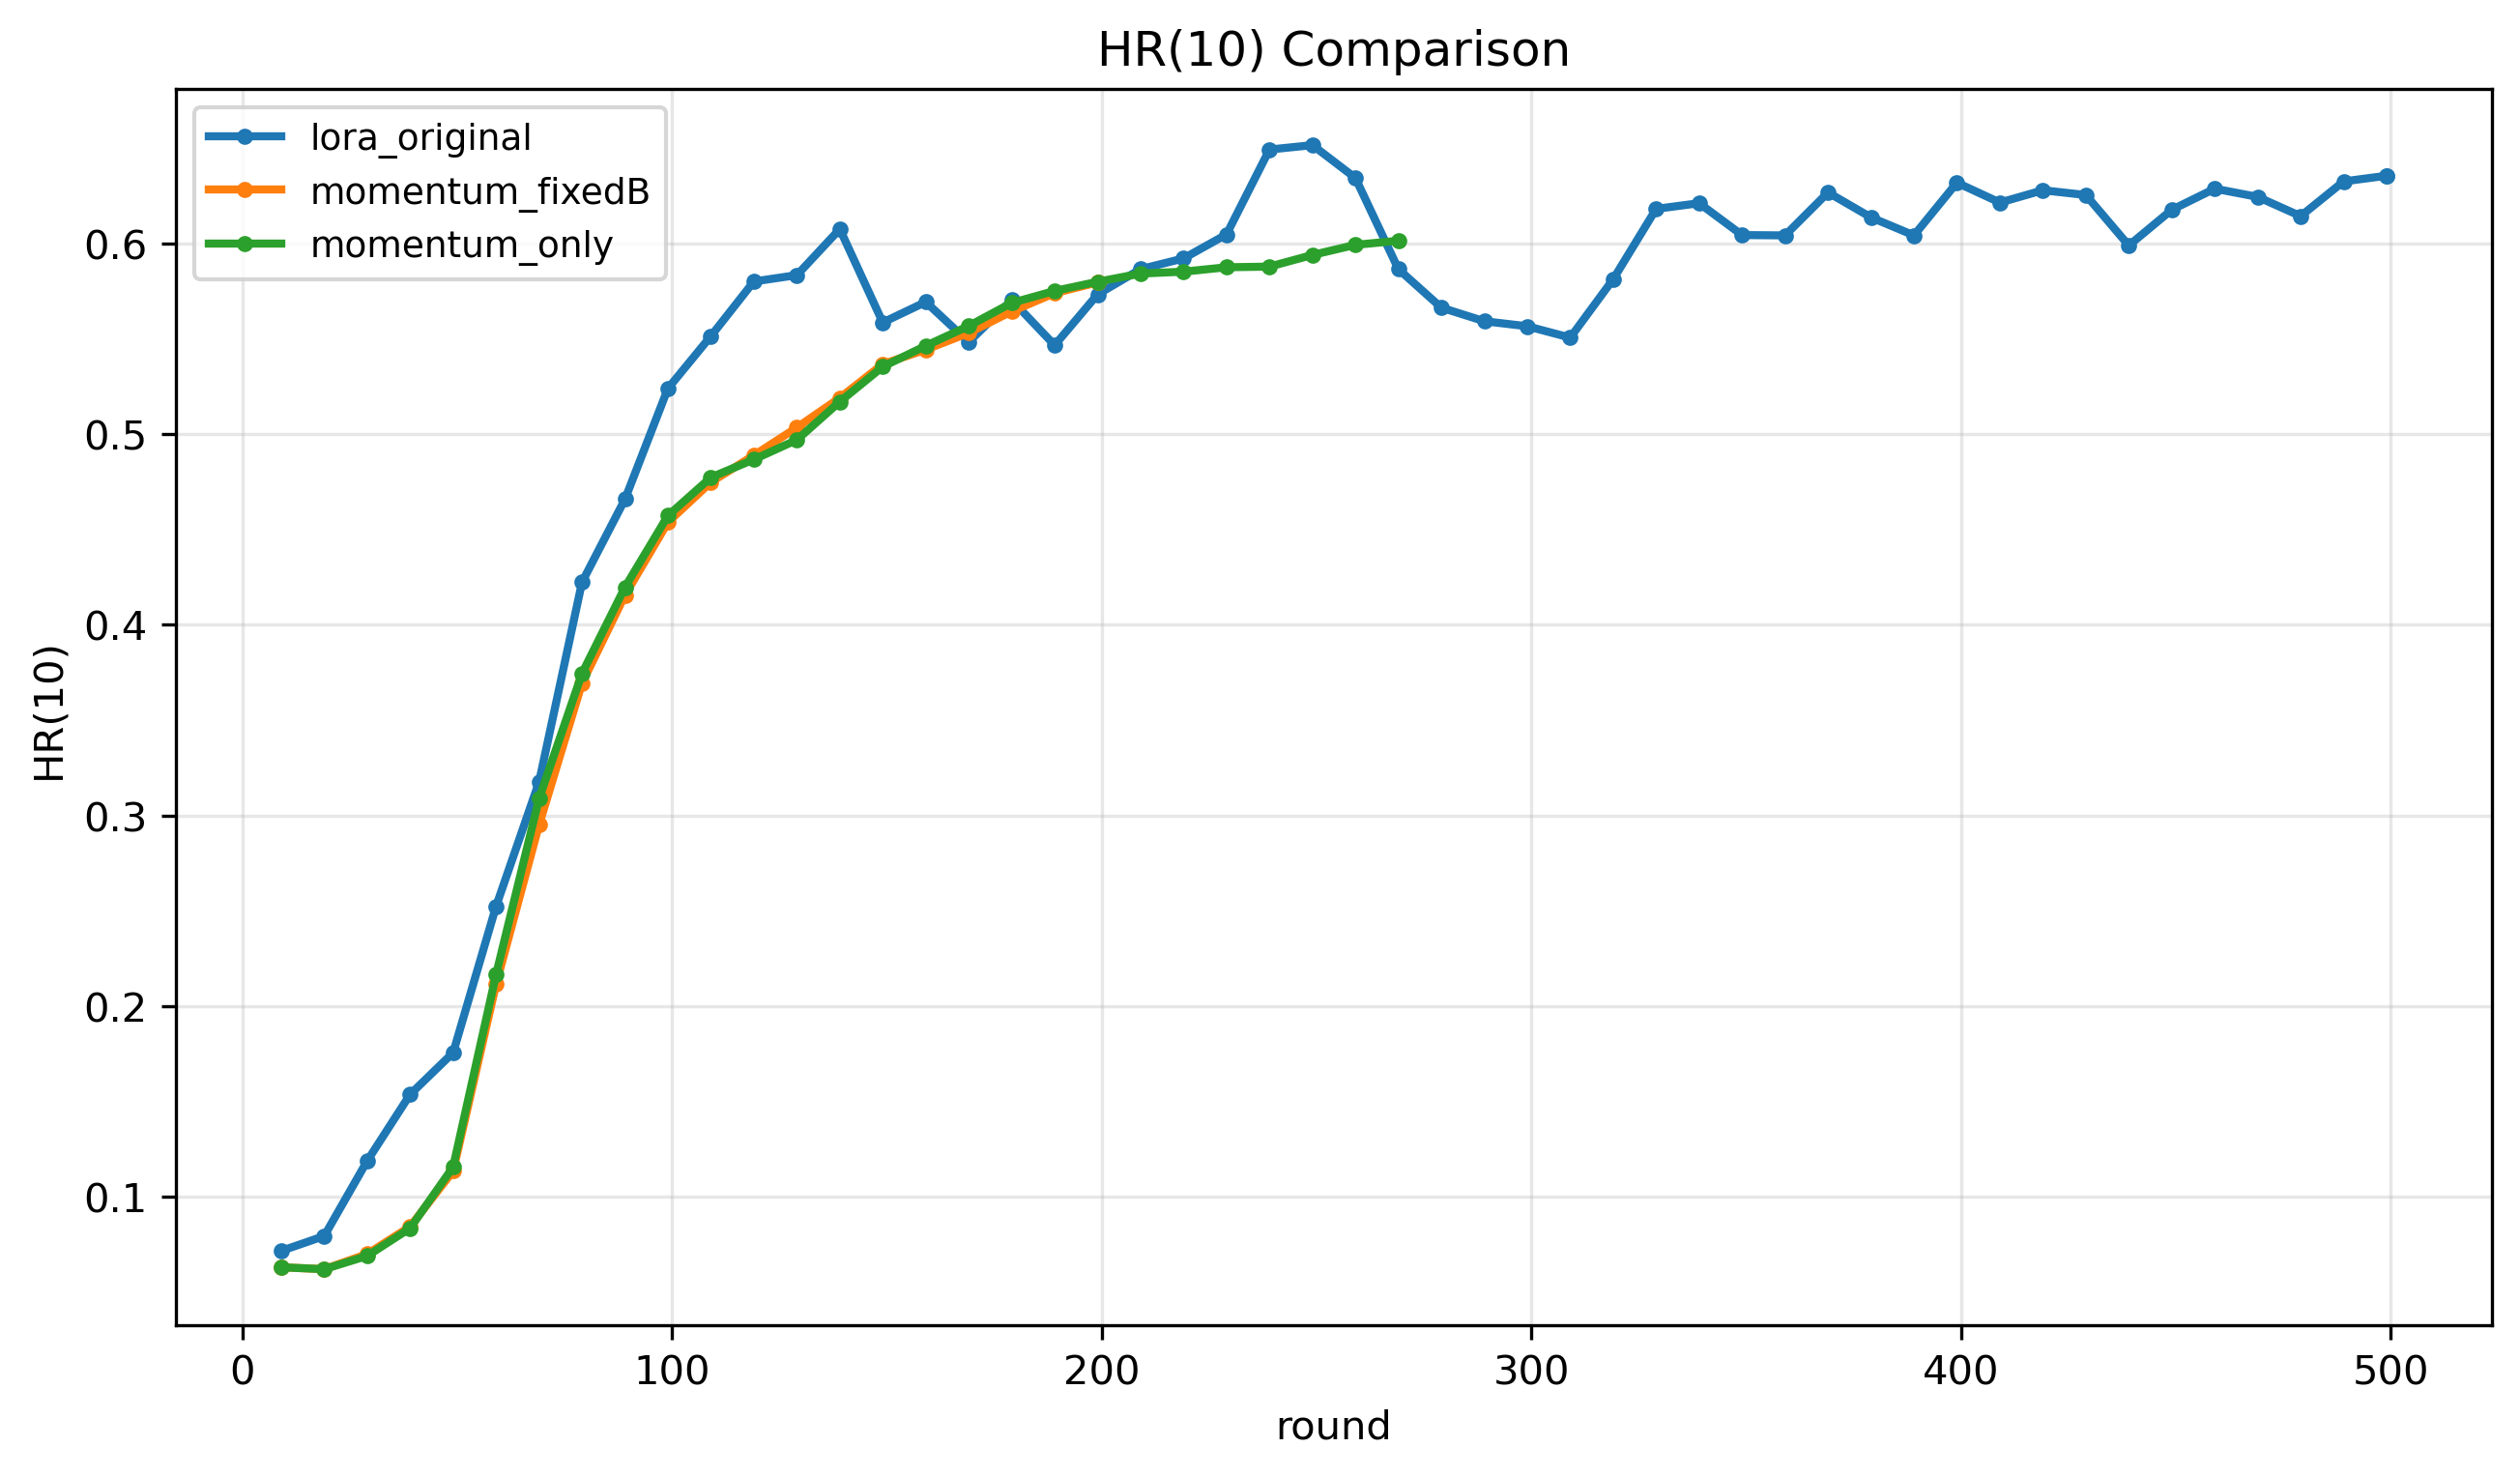 HR(10) Comparison
lora_original
momentum_fixedB
momentum_only
HR(10)
0.6
0.5
0.4
0.3
0.2
0.1
0 100 200 300 400 500
round